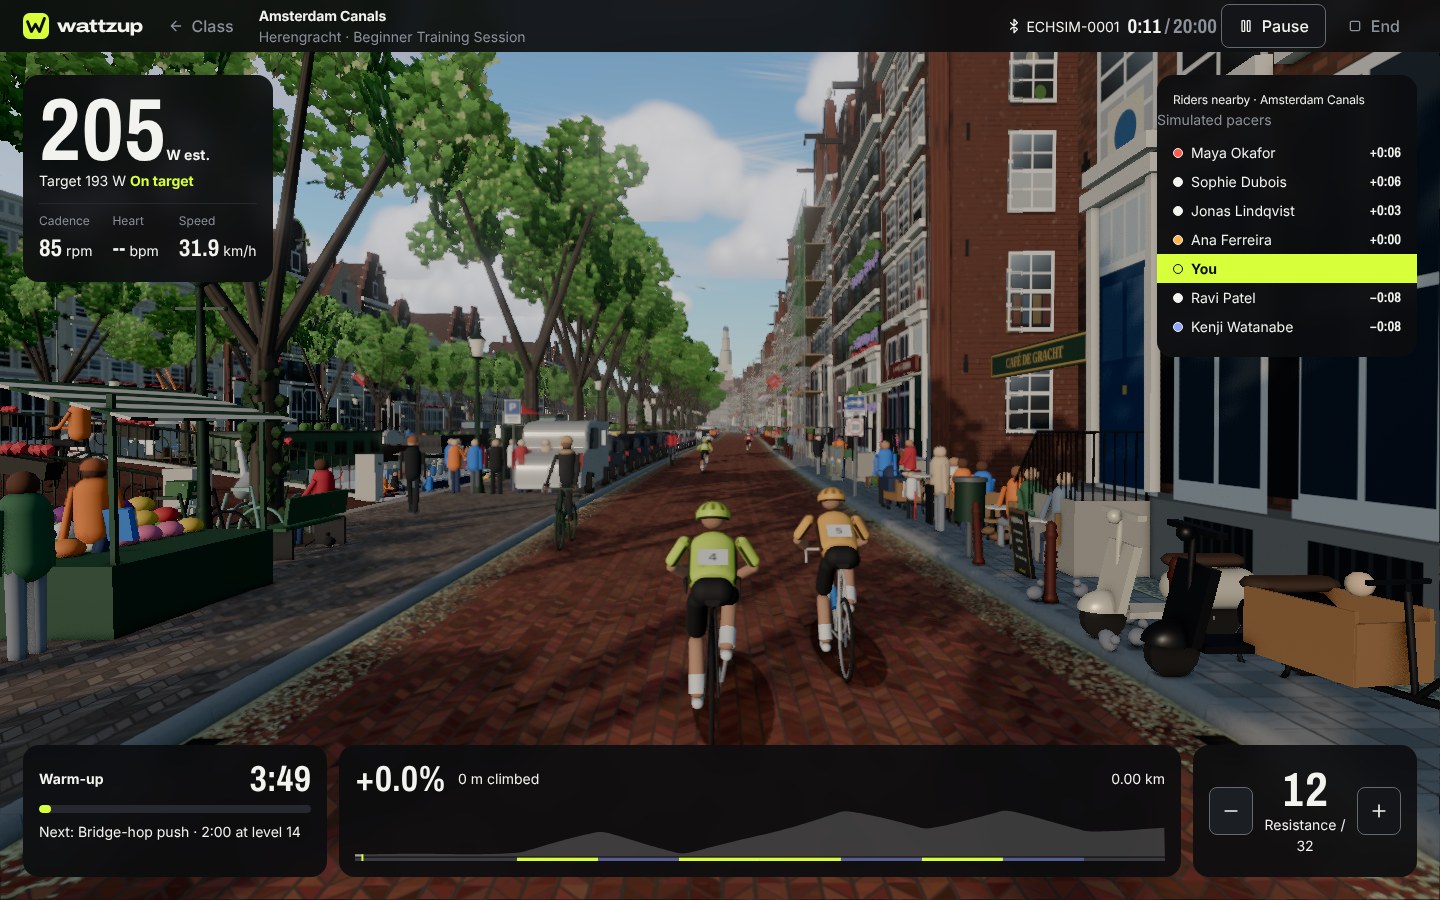 wattzup
← Class
Amsterdam Canals
Herengracht · Beginner Training Session
ECHSIM-0001 0:11 / 20:00
Pause
End
205 W est.
Target 193 W On target
Cadence Heart Speed
85 rpm -- bpm 31.9 km/h
Riders nearby · Amsterdam Canals
Simulated pacers
Maya Okafor +0:06
Sophie Dubois +0:06
Jonas Lindqvist +0:03
Ana Ferreira +0:00
You
Ravi Patel −0:08
Kenji Watanabe −0:08
CAFÉ DE GRACHT
P
4
5
Warm-up 3:49
Next: Bridge-hop push · 2:00 at level 14
+0.0% 0 m climbed 0.00 km
−
12
+
Resistance /
32